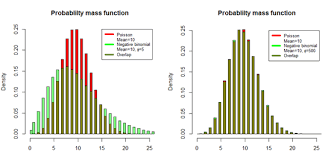 Probability mass function
Poisson
Mean=10
Negative binomial
Mean=10, φ=5
Overlap
Density
0.00
0.05
0.10
0.15
0.20
0.25
0 5 10 15 20 25
Probability mass function
Poisson
Mean=10
Negative binomial
Mean=10, φ=500
Overlap
Density
0.00
0.05
0.10
0.15
0.20
0.25
0 5 10 15 20 25